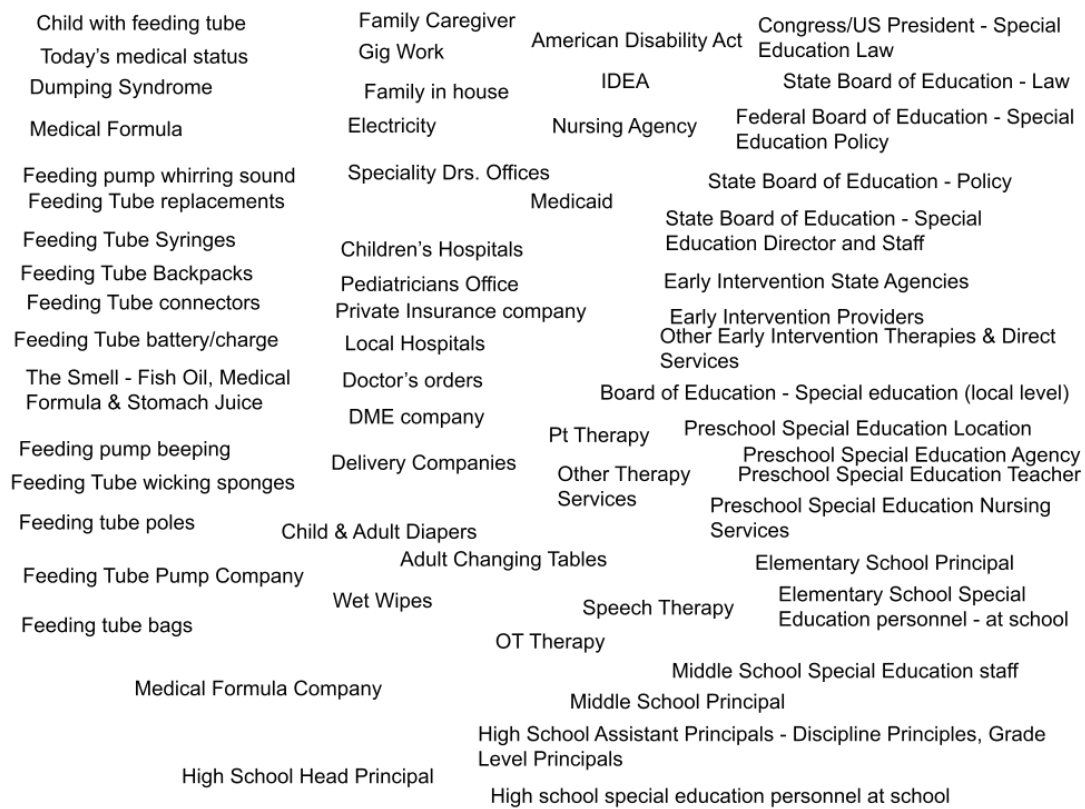 Child with feeding tube
Today's medical status
Dumping Syndrome
Medical Formula
Feeding pump whirring sound
Feeding Tube replacements
Feeding Tube Syringes
Feeding Tube Backpacks
Feeding Tube connectors
Feeding Tube battery/charge
The Smell - Fish Oil, Medical
Formula & Stomach Juice
Feeding pump beeping
Feeding Tube wicking sponges
Feeding tube poles
Feeding Tube Pump Company
Feeding tube bags
Medical Formula Company
High School Head Principal
Family Caregiver
Gig Work
Family in house
Electricity
Speciality Drs. Offices
Children's Hospitals
Pediatricians Office
Private Insurance company
Local Hospitals
Doctor's orders
DME company
Delivery Companies
Child & Adult Diapers
Adult Changing Tables
Wet Wipes
American Disability Act
IDEA
Nursing Agency
Medicaid
Pt Therapy
Other Therapy
Services
Speech Therapy
OT Therapy
Congress/US President - Special
Education Law
State Board of Education - Law
Federal Board of Education - Special
Education Policy
State Board of Education - Policy
State Board of Education - Special
Education Director and Staff
Early Intervention State Agencies
Early Intervention Providers
Other Early Intervention Therapies & Direct
Services
Board of Education - Special education (local level)
Preschool Special Education Location
Preschool Special Education Agency
Preschool Special Education Teacher
Preschool Special Education Nursing
Services
Elementary School Principal
Elementary School Special
Education personnel - at school
Middle School Special Education staff
Middle School Principal
High School Assistant Principals - Discipline Principles, Grade
Level Principals
High school special education personnel at school